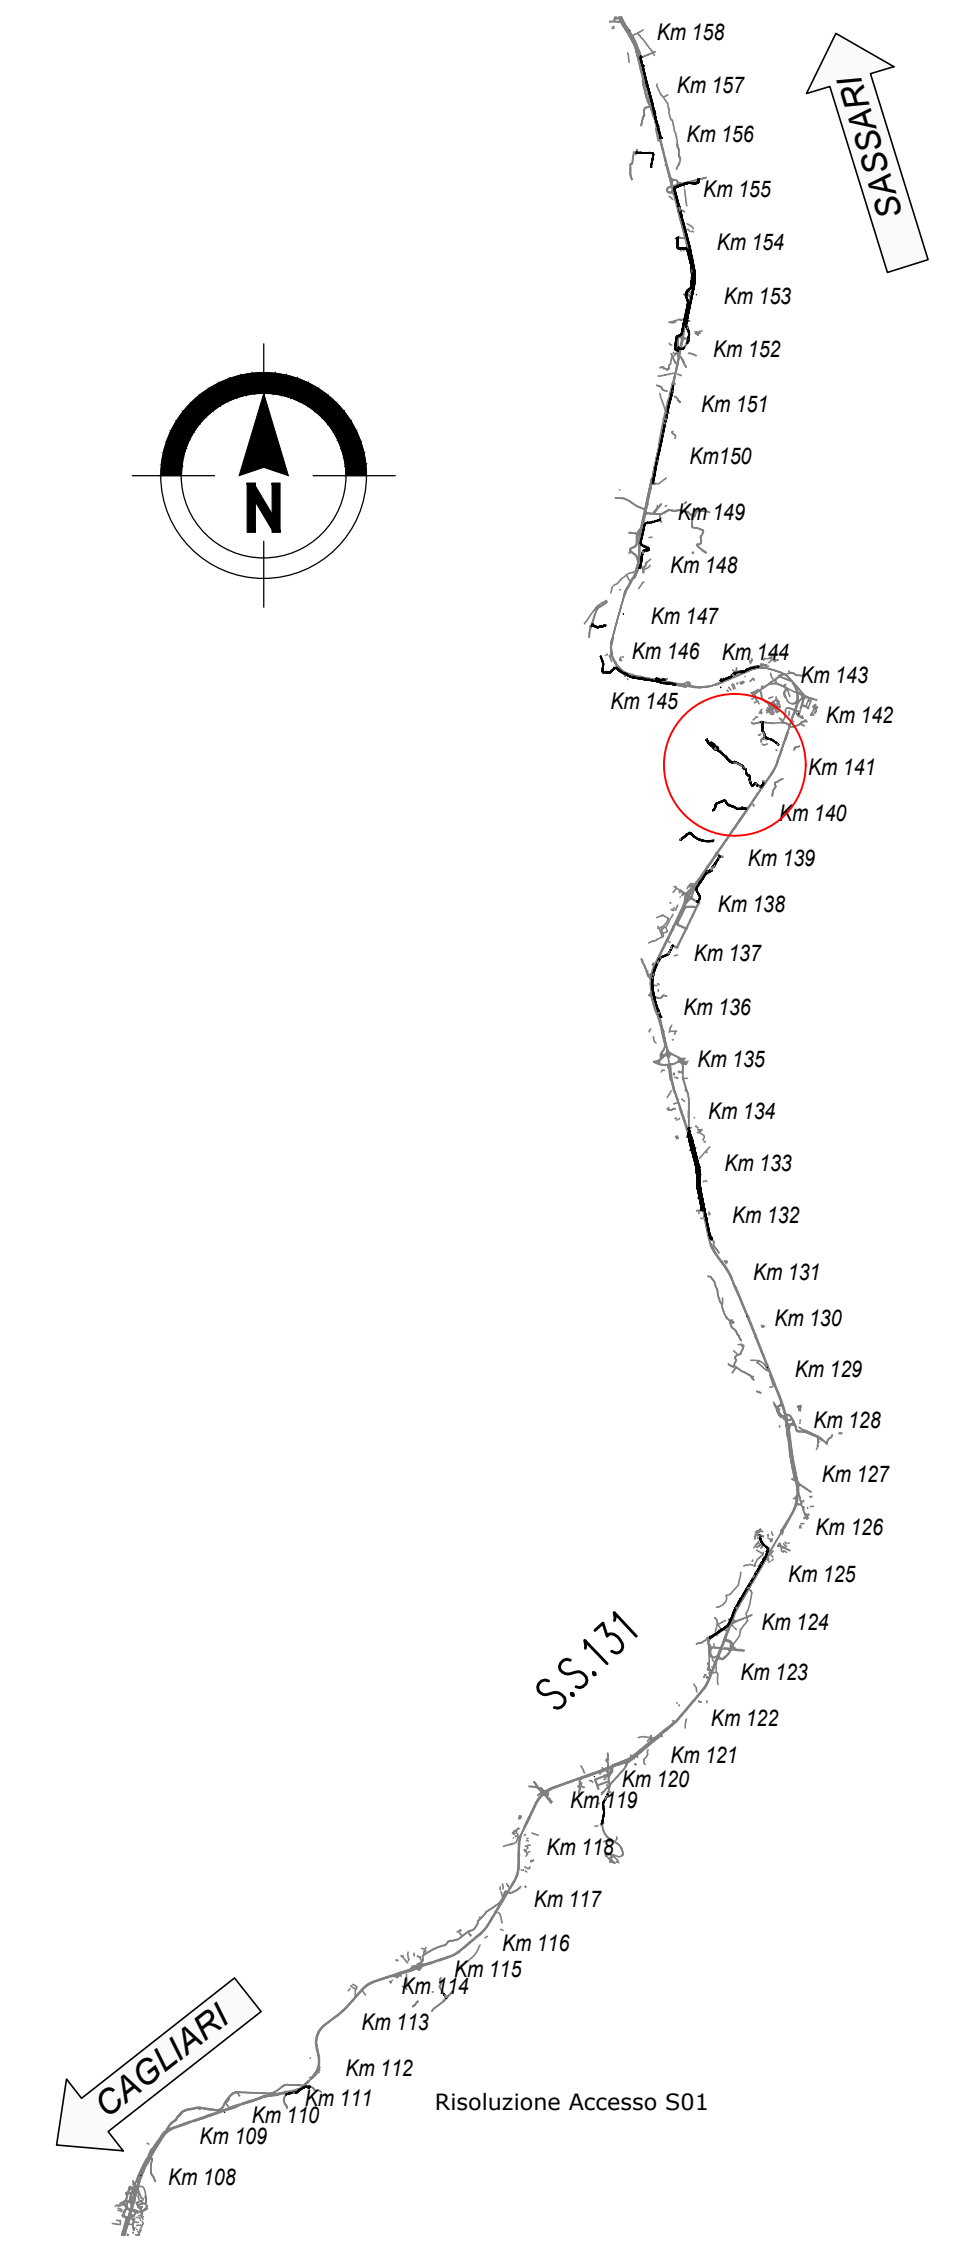 Km 158
Km 157
Km 156
Km 155
Km 154
Km 153
Km 152
Km 151
Km150
Km 149
Km 148
Km 147
Km 146
Km 144
Km 143
Km 145
Km 142
Km 141
Km 140
Km 139
Km 138
Km 137
Km 136
Km 135
Km 134
Km 133
Km 132
Km 131
Km 130
Km 129
Km 128
Km 127
Km 126
Km 125
Km 124
Km 123
Km 122
Km 121
Km 120
Km 119
Km 118
Km 117
Km 116
Km 115
Km 114
Km 113
Km 112
Km 111
Km 110
Km 109
Km 108
SASSARI
N
S.S.131
CAGLIARI
Risoluzione Accesso S01